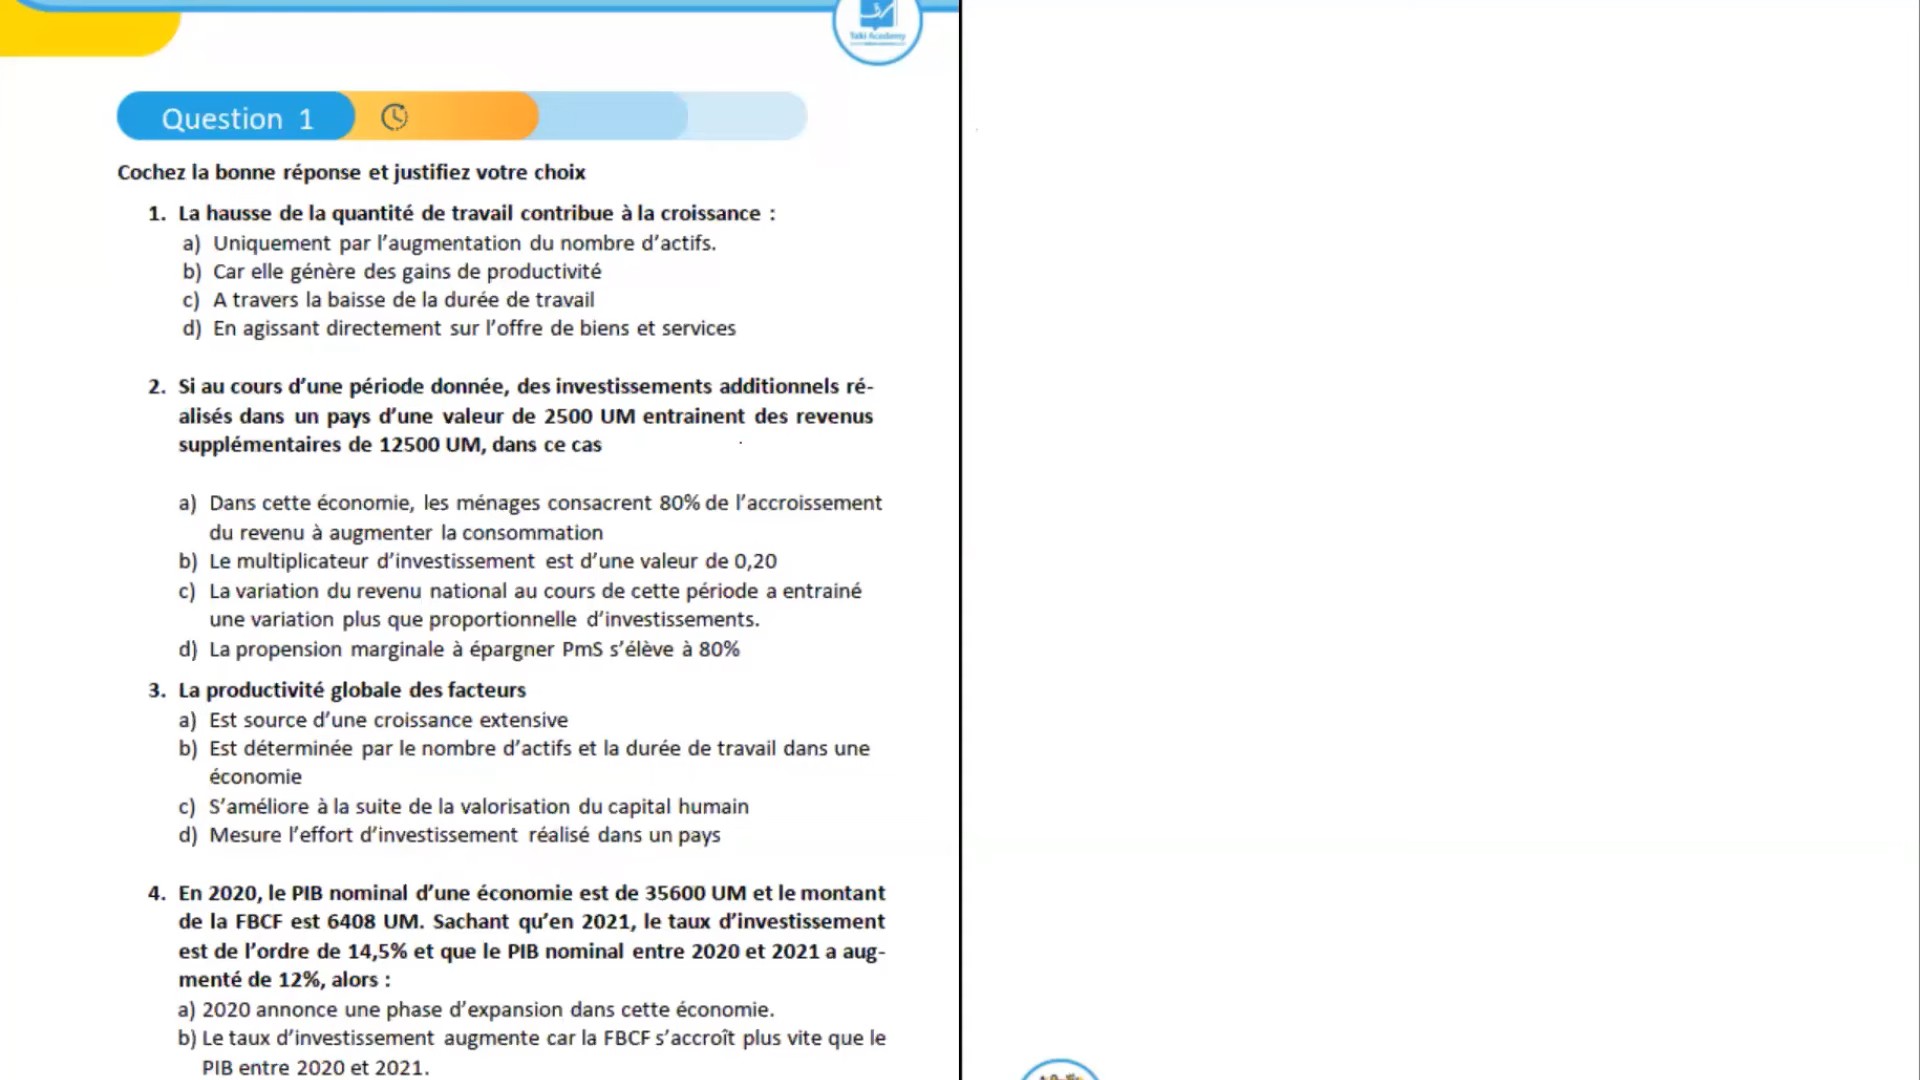 Taki Academy
Question 1
Cochez la bonne réponse et justifiez votre choix
1. La hausse de la quantité de travail contribue à la croissance :
a) Uniquement par l’augmentation du nombre d’actifs.
b) Car elle génère des gains de productivité
c) A travers la baisse de la durée de travail
d) En agissant directement sur l’offre de biens et services
2. Si au cours d’une période donnée, des investissements additionnels ré-
alisés dans un pays d’une valeur de 2500 UM entrainent des revenus
supplémentaires de 12500 UM, dans ce cas
a) Dans cette économie, les ménages consacrent 80% de l’accroissement
du revenu à augmenter la consommation
b) Le multiplicateur d’investissement est d’une valeur de 0,20
c) La variation du revenu national au cours de cette période a entrainé
une variation plus que proportionnelle d’investissements.
d) La propension marginale à épargner PmS s’élève à 80%
3. La productivité globale des facteurs
a) Est source d’une croissance extensive
b) Est déterminée par le nombre d’actifs et la durée de travail dans une
économie
c) S’améliore à la suite de la valorisation du capital humain
d) Mesure l’effort d’investissement réalisé dans un pays
4. En 2020, le PIB nominal d’une économie est de 35600 UM et le montant
de la FBCF est 6408 UM. Sachant qu’en 2021, le taux d’investissement
est de l’ordre de 14,5% et que le PIB nominal entre 2020 et 2021 a aug-
menté de 12%, alors :
a) 2020 annonce une phase d’expansion dans cette économie.
b) Le taux d’investissement augmente car la FBCF s’accroît plus vite que le
PIB entre 2020 et 2021.